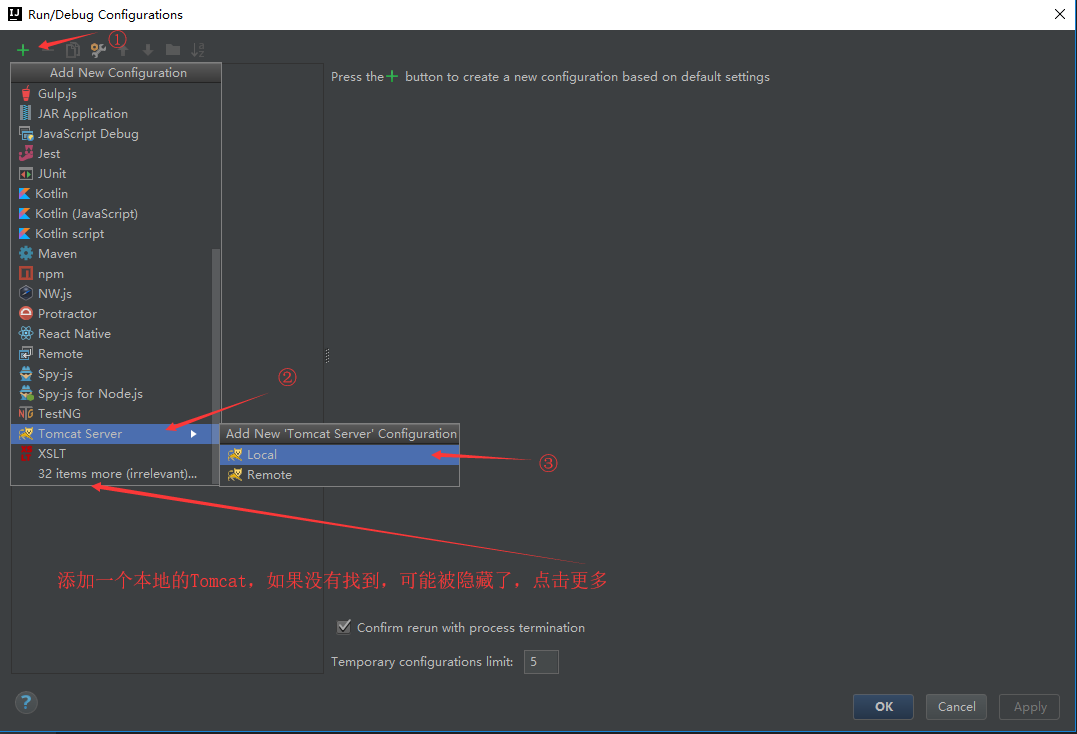 Run/Debug Configurations
①
Add New Configuration
Press the + button to create a new configuration based on default settings
Gulp.js
JAR Application
JavaScript Debug
Jest
JUnit
Kotlin
Kotlin (JavaScript)
Kotlin script
Maven
npm
NW.js
Protractor
React Native
Remote
Spy-js
②
Spy-js for Node.js
TestNG
Tomcat Server
Add New 'Tomcat Server' Configuration
XSLT
Local
③
32 items more (irrelevant)...
Remote
添加一个本地的Tomcat，如果没有找到，可能被隐藏了，点击更多
Confirm rerun with process termination
Temporary configurations limit: 5
?
OK
Cancel
Apply